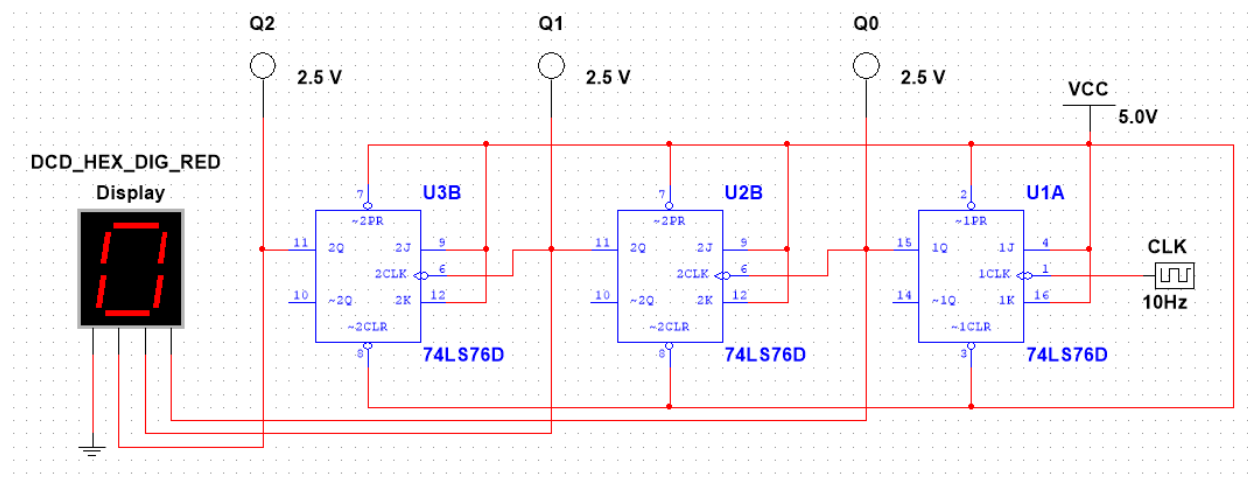 Q2
Q1
Q0
2.5 V
2.5 V
2.5 V
VCC
5.0V
DCD_HEX_DIG_RED
Display
7
U3B
7
U2B
2
U1A
~2PR
~2PR
~1PR
11
2Q
2J
9
11
2Q
2J
9
15
1Q
1J
4
CLK
2CLK
6
2CLK
6
1CLK
1
10
~2Q
2K
12
10
~2Q
2K
12
14
~1Q
1K
16
10Hz
~2CLR
~2CLR
~1CLR
8
74LS76D
8
74LS76D
3
74LS76D
0